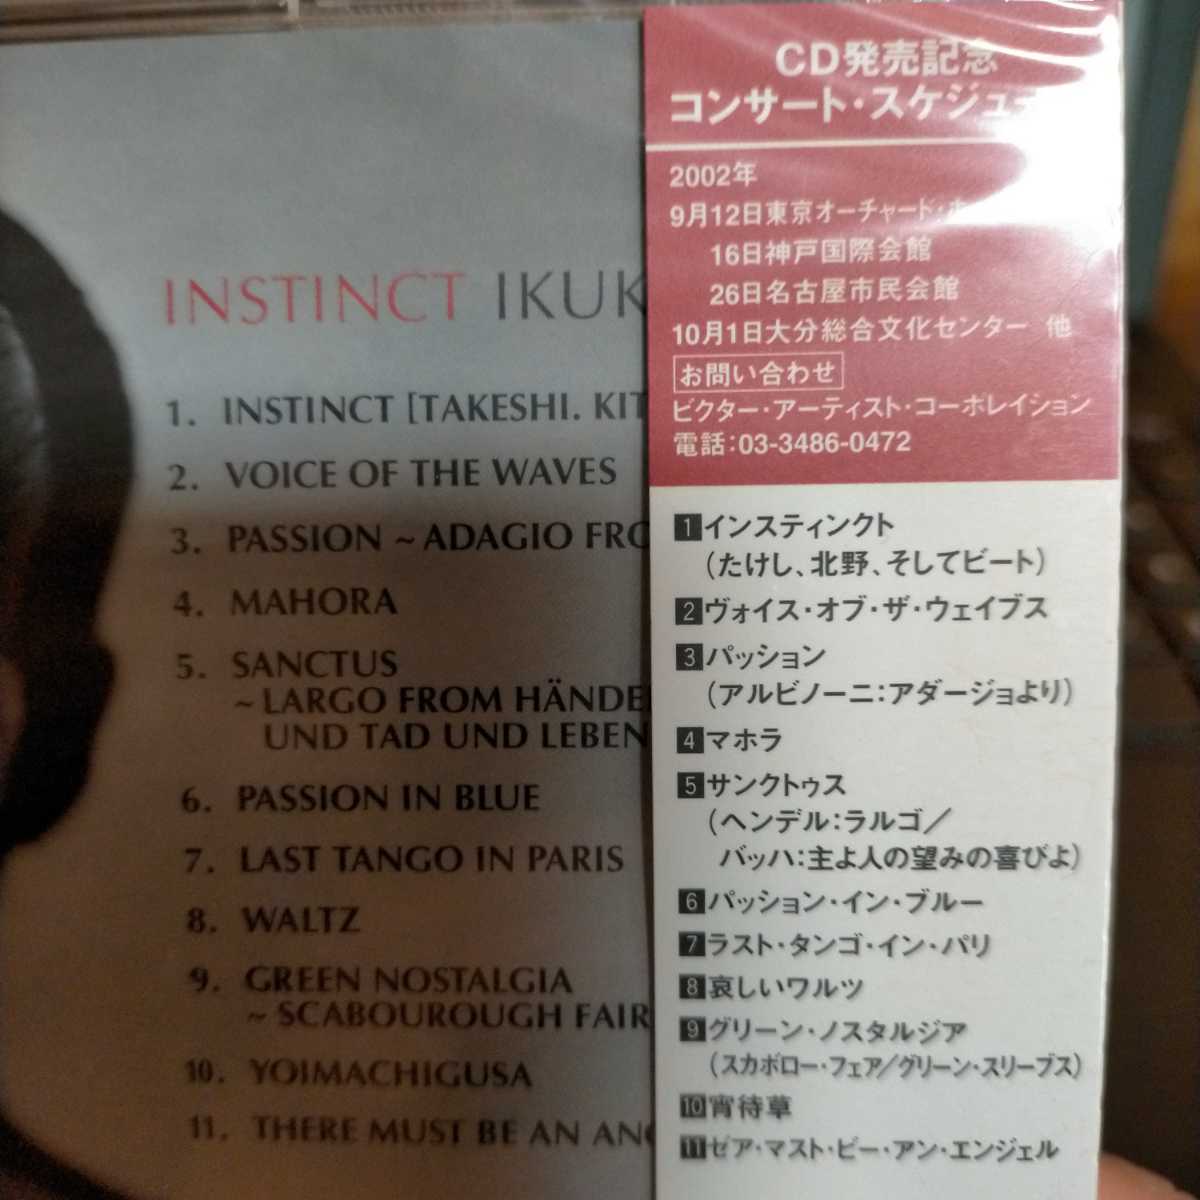 INSTINCT IKUK
1. INSTINCT [TAKESHI. KIT
2. VOICE OF THE WAVES
3. PASSION ~ ADAGIO FRO
4. MAHORA
5. SANCTUS
~ LARGO FROM HÄNDE
UND TAD UND LEBEN
6. PASSION IN BLUE
7. LAST TANGO IN PARIS
8. WALTZ
9. GREEN NOSTALGIA
~ SCABOUROUGH FAIR
10. YOIMACHIGUSA
11. THERE MUST BE AN AN
CD発売記念
コンサート・スケジュー
2002年
9月12日東京オーチャード・ホ
16日神戸国際会館
26日名古屋市民会館
10月1日大分総合文化センター 他
お問い合わせ
ビクター・アーティスト・コーポレイション
電話:03-3486-0472
1 インスティンクト
(たけし、北野、そしてビート)
2 ヴォイス・オブ・ザ・ウェイブス
3 パッション
(アルビノーニ:アダージョより)
4 マホラ
5 サンクトゥス
(ヘンデル:ラルゴ/
バッハ:主よ人の望みの喜びよ)
6 パッション・イン・ブルー
7 ラスト・タンゴ・イン・パリ
8 哀しいワルツ
9 グリーン・ノスタルジア
(スカボロー・フェア/グリーン・スリーブス)
10 宵待草
11 ゼア・マスト・ビー・アン・エンジェル